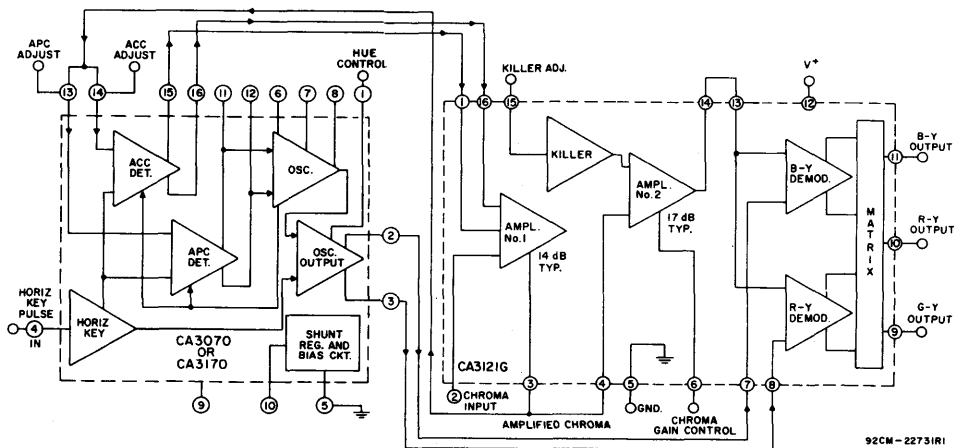 APC
ADJUST
ACC
ADJUST
13
14
15
16
11
12
6
7
8
HUE
CONTROL
1
ACC
DET.
OSC.
APC
DET.
OSC.
OUTPUT
2
3
HORIZ
KEY
PULSE
4
IN
HORIZ
KEY
CA3070
OR
CA3170
SHUNT
REG. AND
BIAS CKT.
9
10
5
KILLER ADJ.
1
16
15
14
13
V+
12
KILLER
AMPL.
No.2
17 dB
TYP.
AMPL.
No.1
14 dB
TYP.
B-Y
DEMOD.
R-Y
DEMOD.
MATRIX
11
B-Y
OUTPUT
10
R-Y
OUTPUT
9
G-Y
OUTPUT
CA3121G
2
CHROMA
INPUT
3
4
AMPLIFIED CHROMA
5
GND.
6
CHROMA
GAIN CONTROL
7
8
92CM-22731R1